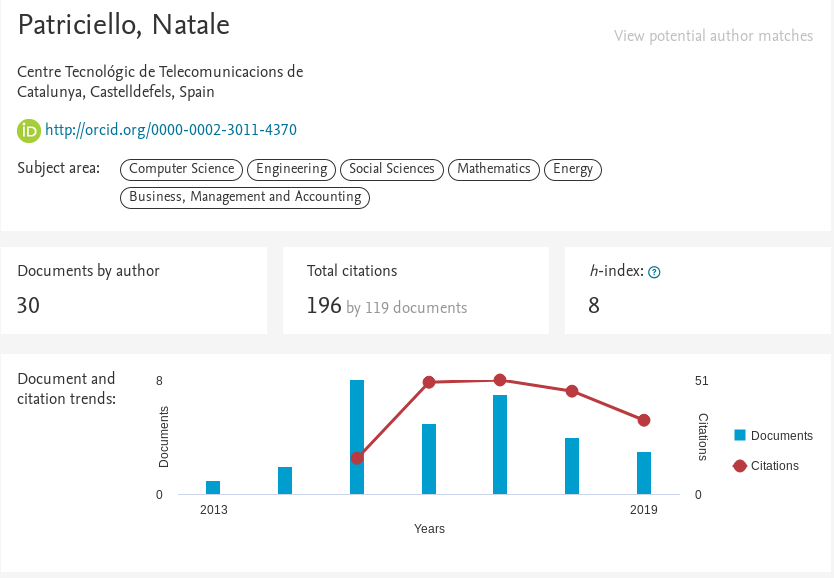 Patriciello, Natale
View potential author matches
Centre Tecnológic de Telecomunicacions de
Catalunya, Castelldefels, Spain
iD http://orcid.org/0000-0002-3011-4370
Subject area: Computer Science Engineering Social Sciences Mathematics Energy
Business, Management and Accounting
Documents by author
30
Total citations
196 by 119 documents
h-index: ?
8
Document and
citation trends:
8
Documents
0
2013
2019
Years
51
Citations
0
Documents
Citations